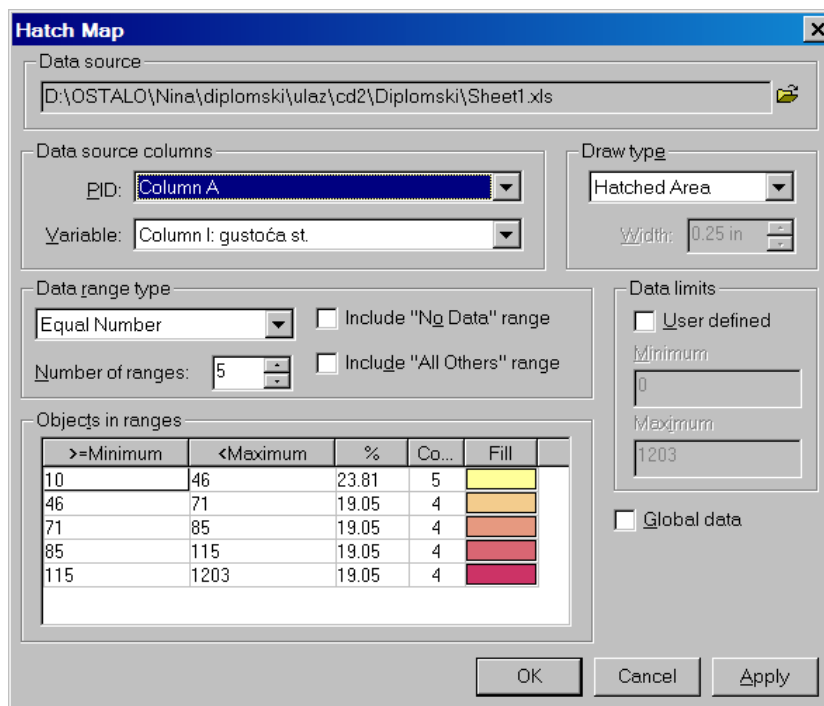 Hatch Map
Data source
D:\OSTALO\Nina\diplomski\ulaz\cd2\Diplomski\Sheet1.xls
Data source columns
PID: Column A
Variable: Column I: gustoća st.
Draw type
Hatched Area
Width: 0.25 in
Data range type
Equal Number
Include "No Data" range
Number of ranges: 5
Include "All Others" range
Data limits
User defined
Minimum
0
Maximum
1203
Objects in ranges
>=Minimum <Maximum % Co... Fill
10 46 23.81 5
46 71 19.05 4
71 85 19.05 4
85 115 19.05 4
115 1203 19.05 4
Global data
OK Cancel Apply